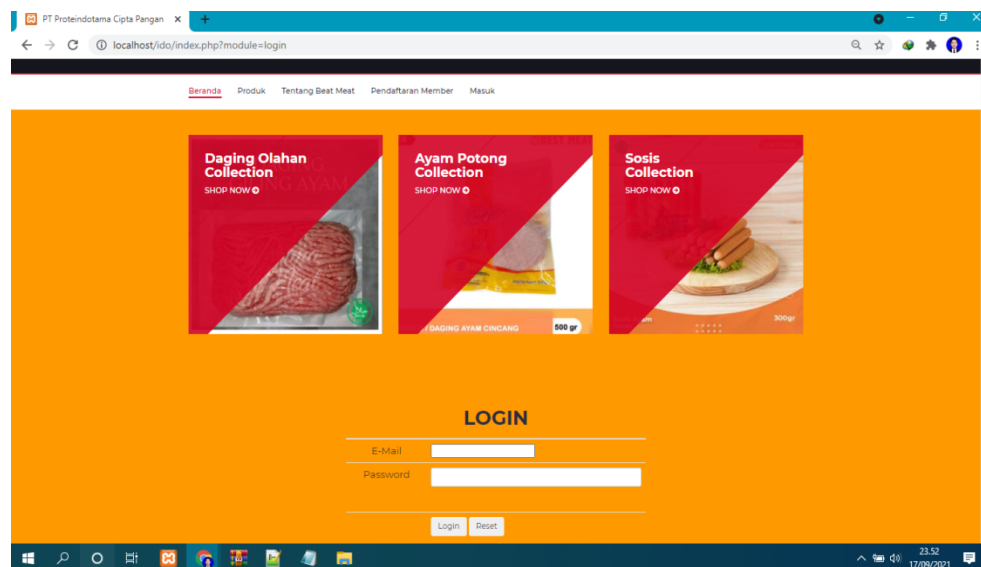 PT Proteindotama Cipta Pangan
localhost/ido/index.php?module=login
Beranda Produk Tentang Beat Meat Pendaftaran Member Masuk
Daging Olahan
Collection
SHOP NOW
Ayam Potong
Collection
SHOP NOW
Sosis
Collection
SHOP NOW
DAGING AYAM CINCANG
500 gr
300gr
LOGIN
E-Mail
Password
Login Reset
23.52
17/09/2021